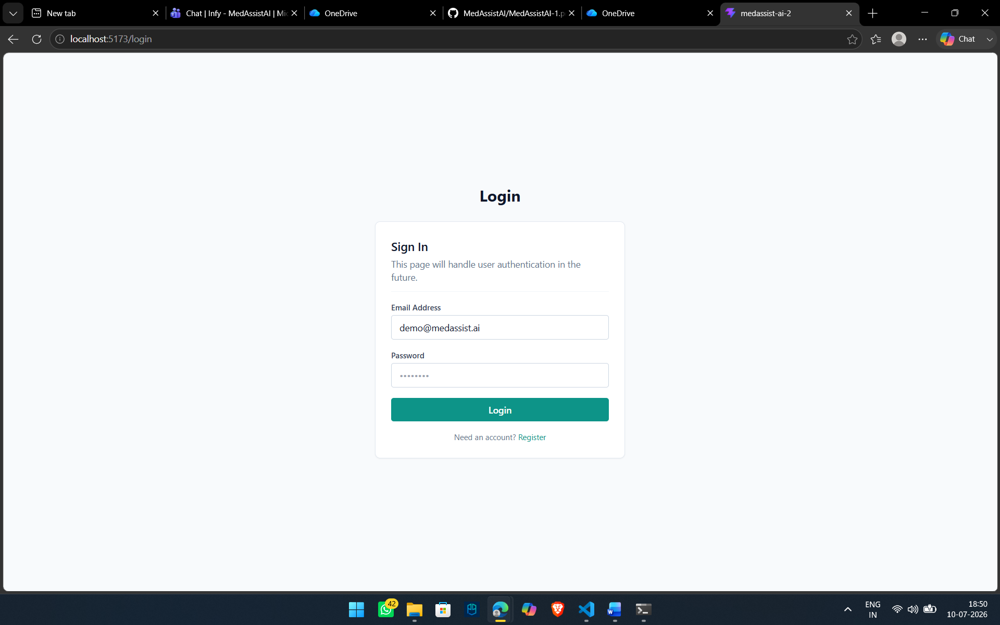 New tab
Chat | Infy - MedAssistAI | Mic
OneDrive
MedAssistAI/MedAssistAI-1.p
OneDrive
medassist-ai-2
localhost:5173/login
Chat
Login
Sign In
This page will handle user authentication in the
future.
Email Address
demo@medassist.ai
Password
Login
Need an account? Register
42
ENG
IN
18:50
10-07-2026